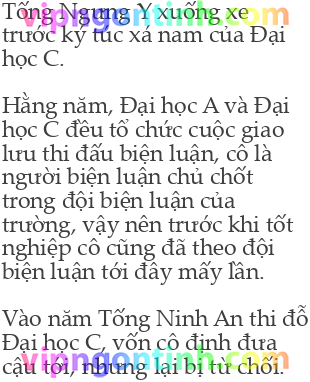 Tống Ngưng Y xuống xe
trước ký túc xá nam của Đại
học C.
Hằng năm, Đại học A và Đại
học C đều tổ chức cuộc giao
lưu thi đấu biện luận, cô là
người biện luận chủ chốt
trong đội biện luận của
trường, vậy nên trước khi tốt
nghiệp cô cũng đã theo đội
biện luận tới đây mấy lần.
Vào năm Tống Ninh An thi đỗ
Đại học C, vốn cô định đưa
cậu tới, nhưng lại bị từ chối.
vipngontinh.com
vipngontinh.com